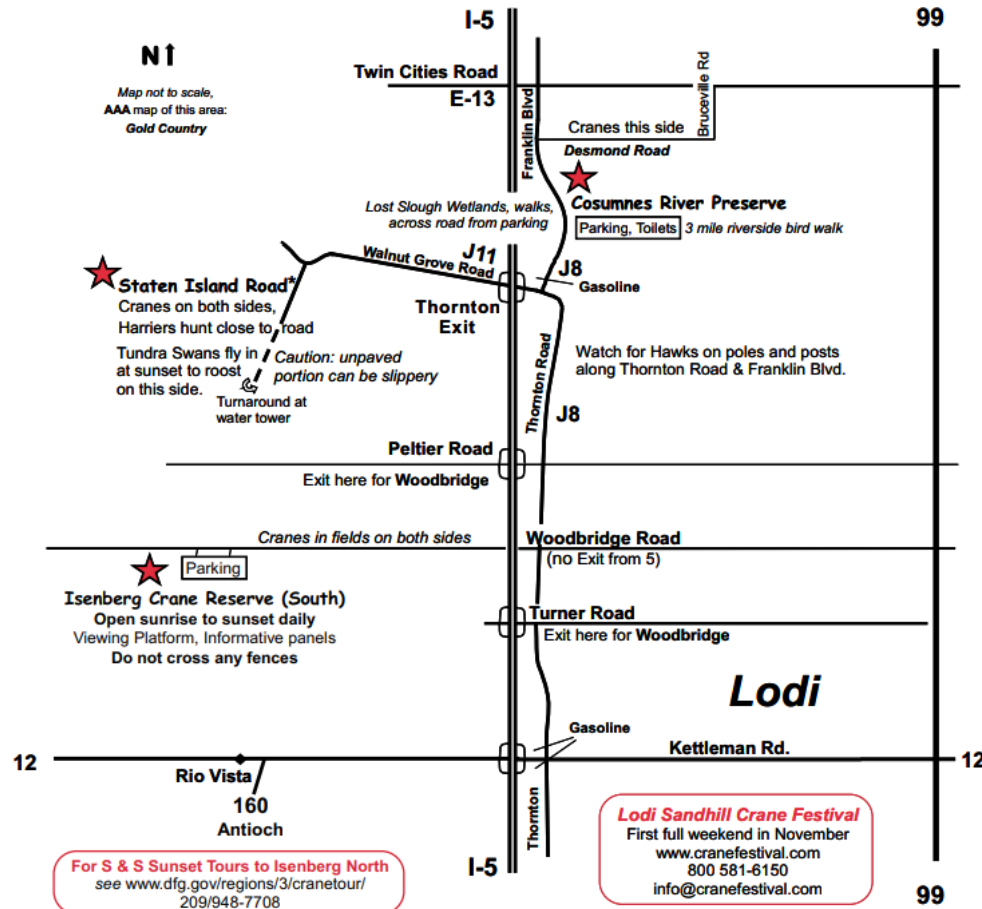 I-5
99
N
Map not to scale,
AAA map of this area:
Gold Country
Twin Cities Road
E-13
Franklin Blvd
Bruceville Rd
Cranes this side
Desmond Road
Cosumnes River Preserve
Parking, Toilets
3 mile riverside bird walk
Lost Slough Wetlands, walks,
across road from parking
J11
Walnut Grove Road
J8
Gasoline
Thornton
Exit
Staten Island Road*
Cranes on both sides,
Harriers hunt close to road
Tundra Swans fly in
at sunset to roost
on this side.
Caution: unpaved
portion can be slippery
Turnaround at
water tower
Thornton Road
Watch for Hawks on poles and posts
along Thornton Road & Franklin Blvd.
J8
Peltier Road
Exit here for Woodbridge
Cranes in fields on both sides
Woodbridge Road
(no Exit from 5)
Parking
Isenberg Crane Reserve (South)
Open sunrise to sunset daily
Viewing Platform, Informative panels
Do not cross any fences
Turner Road
Exit here for Woodbridge
Lodi
Gasoline
Kettleman Rd.
12
12
Rio Vista
160
Antioch
Thornton
For S & S Sunset Tours to Isenberg North
see www.dfg.gov/regions/3/cranetour/
209/948-7708
I-5
Lodi Sandhill Crane Festival
First full weekend in November
www.cranefestival.com
800 581-6150
info@cranefestival.com
99